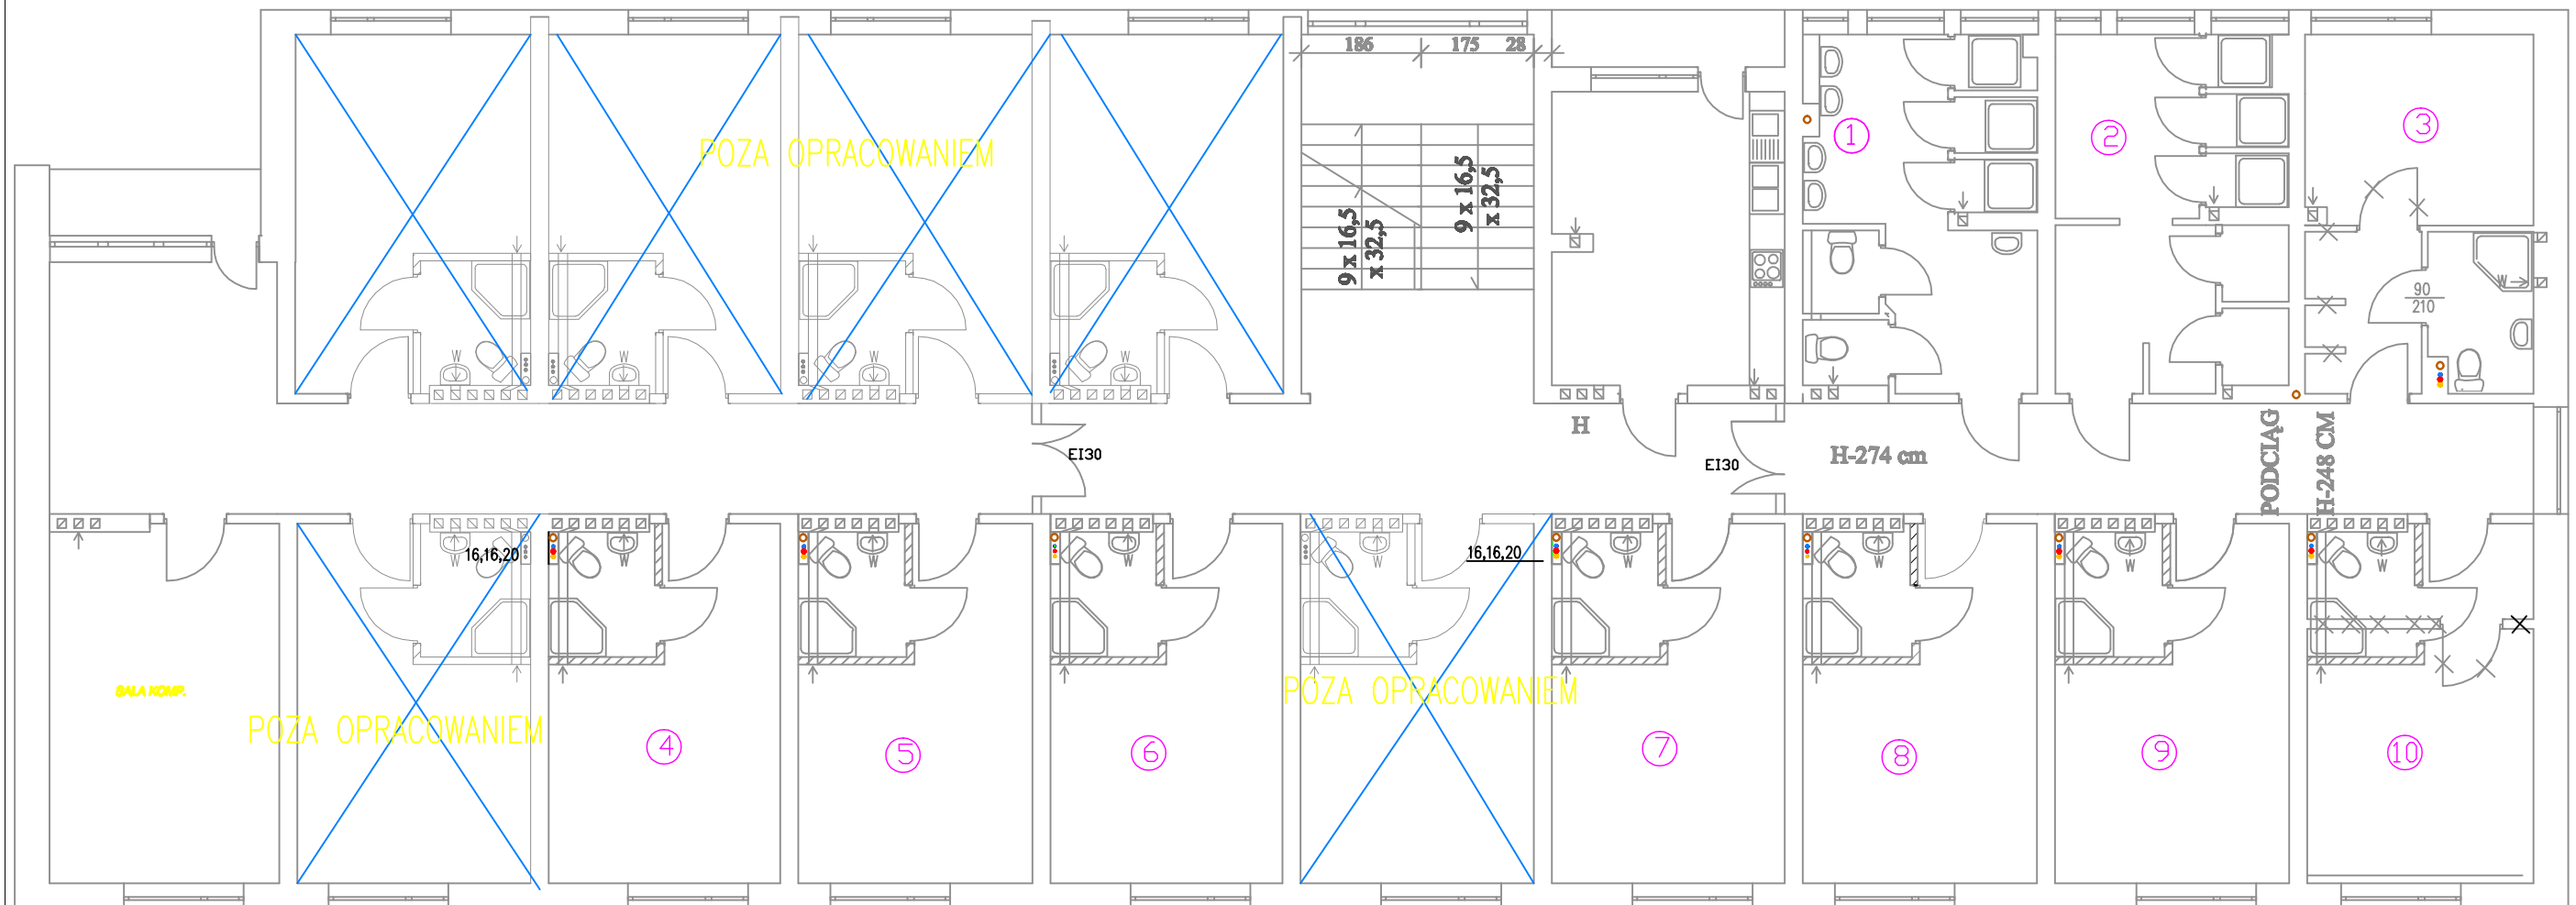 186
175
28
POZA OPRACOWANIEM
9 x 16,5
x 32,5
9 x 16,5
x 32,5
1
2
3
90
210
W
W
W
W
W
H
EI30
EI30
H-274 cm
PODCIĄG
H-248 CM
16,16,20
16,16,20
W
W
W
W
W
W
W
W
W
SALA KOMP.
POZA OPRACOWANIEM
POZA OPRACOWANIEM
4
5
6
7
8
9
10